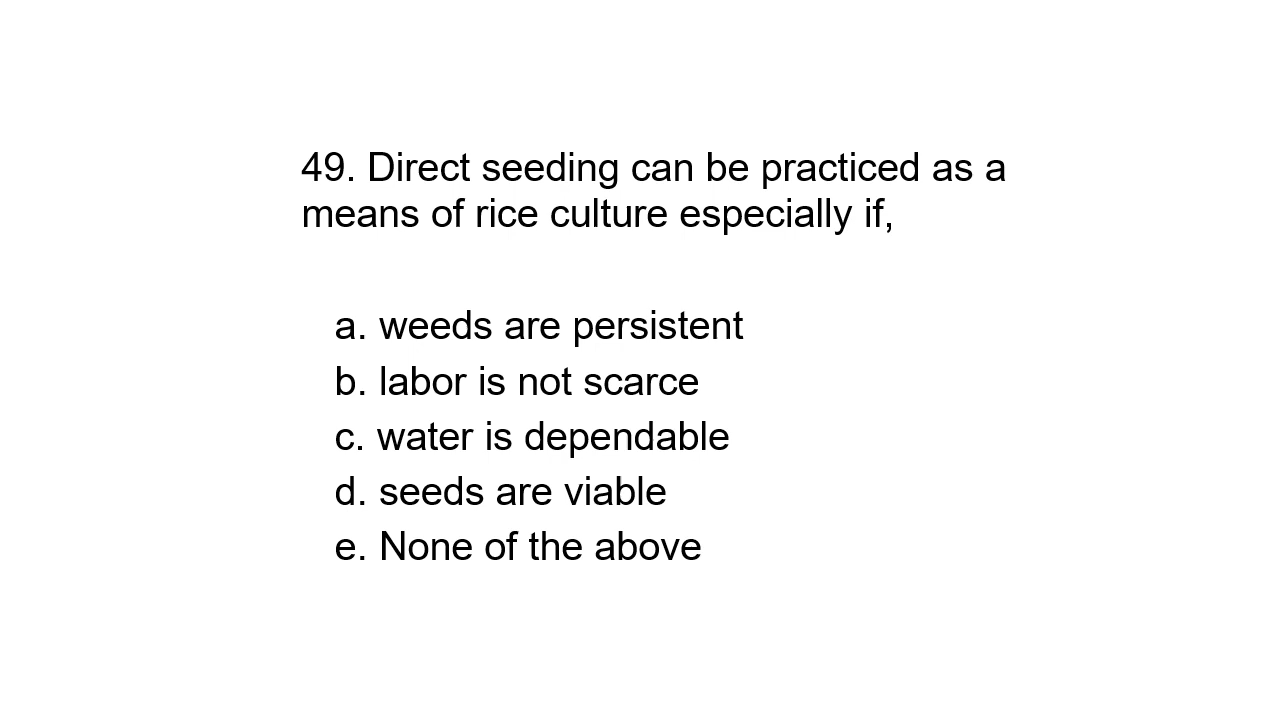 49. Direct seeding can be practiced as a
means of rice culture especially if,
a. weeds are persistent
b. labor is not scarce
c. water is dependable
d. seeds are viable
e. None of the above